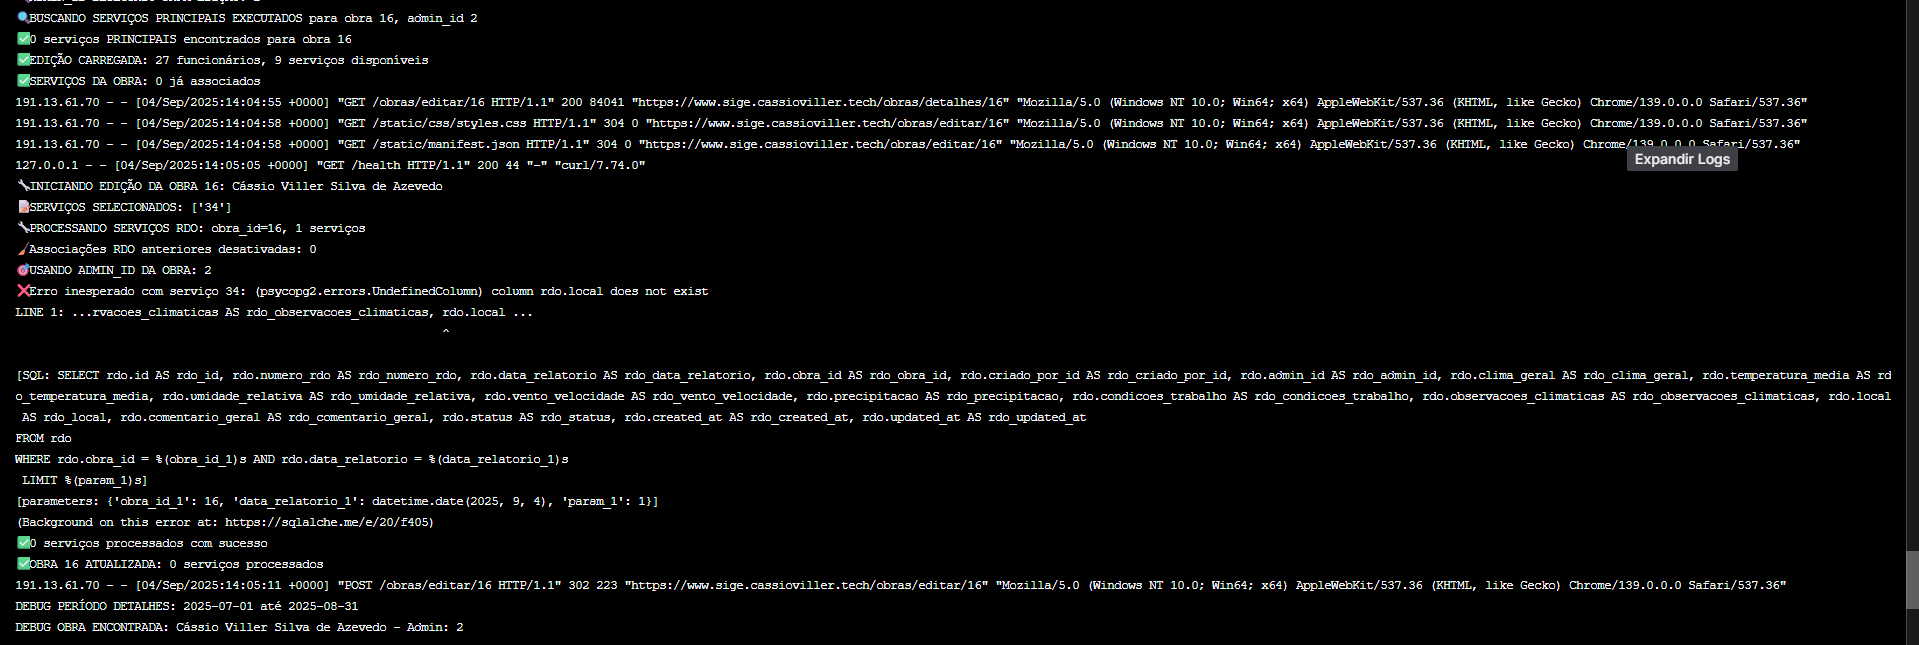 BUSCANDO SERVIÇOS PRINCIPAIS EXECUTADOS para obra 16, admin_id 2
0 serviços PRINCIPAIS encontrados para obra 16
EDIÇÃO CARREGADA: 27 funcionários, 9 serviços disponíveis
SERVIÇOS DA OBRA: 0 já associados
191.13.61.70 - - [04/Sep/2025:14:04:55 +0000] "GET /obras/editar/16 HTTP/1.1" 200 84041 "https://www.sige.cassioviller.tech/obras/detalhes/16" "Mozilla/5.0 (Windows NT 10.0; Win64; x64) AppleWebKit/537.36 (KHTML, like Gecko) Chrome/139.0.0.0 Safari/537.36"
191.13.61.70 - - [04/Sep/2025:14:04:58 +0000] "GET /static/css/styles.css HTTP/1.1" 304 0 "https://www.sige.cassioviller.tech/obras/editar/16" "Mozilla/5.0 (Windows NT 10.0; Win64; x64) AppleWebKit/537.36 (KHTML, like Gecko) Chrome/139.0.0.0 Safari/537.36"
191.13.61.70 - - [04/Sep/2025:14:04:58 +0000] "GET /static/manifest.json HTTP/1.1" 304 0 "https://www.sige.cassioviller.tech/obras/editar/16" "Mozilla/5.0 (Windows NT 10.0; Win64; x64) AppleWebKit/537.36 (KHTML, like Gecko) Chrome/139.0.0.0 Safari/537.36"
Expandir Logs
127.0.0.1 - - [04/Sep/2025:14:05:05 +0000] "GET /health HTTP/1.1" 200 44 "-" "curl/7.74.0"
INICIANDO EDIÇÃO DA OBRA 16: Cássio Viller Silva de Azevedo
SERVIÇOS SELECIONADOS: ['34']
PROCESSANDO SERVIÇOS RDO: obra_id=16, 1 serviços
Associações RDO anteriores desativadas: 0
USANDO ADMIN_ID DA OBRA: 2
Erro inesperado com serviço 34: (psycopg2.errors.UndefinedColumn) column rdo.local does not exist
LINE 1: ...rvacoes_climaticas AS rdo_observacoes_climaticas, rdo.local ...
^
[SQL: SELECT rdo.id AS rdo_id, rdo.numero_rdo AS rdo_numero_rdo, rdo.data_relatorio AS rdo_data_relatorio, rdo.obra_id AS rdo_obra_id, rdo.criado_por_id AS rdo_criado_por_id, rdo.admin_id AS rdo_admin_id, rdo.clima_geral AS rdo_clima_geral, rdo.temperatura_media AS rd
o_temperatura_media, rdo.umidade_relativa AS rdo_umidade_relativa, rdo.vento_velocidade AS rdo_vento_velocidade, rdo.precipitacao AS rdo_precipitacao, rdo.condicoes_trabalho AS rdo_condicoes_trabalho, rdo.observacoes_climaticas AS rdo_observacoes_climaticas, rdo.local
AS rdo_local, rdo.comentario_geral AS rdo_comentario_geral, rdo.status AS rdo_status, rdo.created_at AS rdo_created_at, rdo.updated_at AS rdo_updated_at
FROM rdo
WHERE rdo.obra_id = %(obra_id_1)s AND rdo.data_relatorio = %(data_relatorio_1)s
LIMIT %(param_1)s]
[parameters: {'obra_id_1': 16, 'data_relatorio_1': datetime.date(2025, 9, 4), 'param_1': 1}]
(Background on this error at: https://sqlalche.me/e/20/f405)
0 serviços processados com sucesso
OBRA 16 ATUALIZADA: 0 serviços processados
191.13.61.70 - - [04/Sep/2025:14:05:11 +0000] "POST /obras/editar/16 HTTP/1.1" 302 223 "https://www.sige.cassioviller.tech/obras/editar/16" "Mozilla/5.0 (Windows NT 10.0; Win64; x64) AppleWebKit/537.36 (KHTML, like Gecko) Chrome/139.0.0.0 Safari/537.36"
DEBUG PERÍODO DETALHES: 2025-07-01 até 2025-08-31
DEBUG OBRA ENCONTRADA: Cássio Viller Silva de Azevedo - Admin: 2